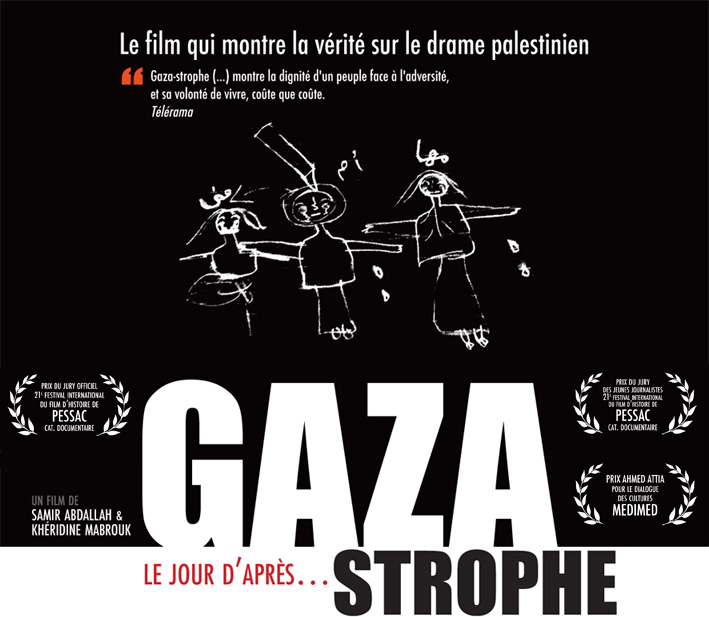 Le film qui montre la vérité sur le drame palestinien
“ Gaza-strophe (...) montre la dignité d'un peuple face à l'adversité,
et sa volonté de vivre, coûte que coûte.
Télérama
PRIX DU JURY OFFICIEL
21e FESTIVAL INTERNATIONAL
DU FILM D'HISTOIRE DE
PESSAC
CAT. DOCUMENTAIRE
PRIX DU JURY
DES JEUNES JOURNALISTES
21e FESTIVAL INTERNATIONAL
DU FILM D'HISTOIRE DE
PESSAC
CAT. DOCUMENTAIRE
PRIX AHMED ATTIA
POUR LE DIALOGUE
DES CULTURES
MEDIMED
UN FILM DE
SAMIR ABDALLAH &
KHÉRIDINE MABROUK
GAZA
LE JOUR D'APRÈS...
STROPHE